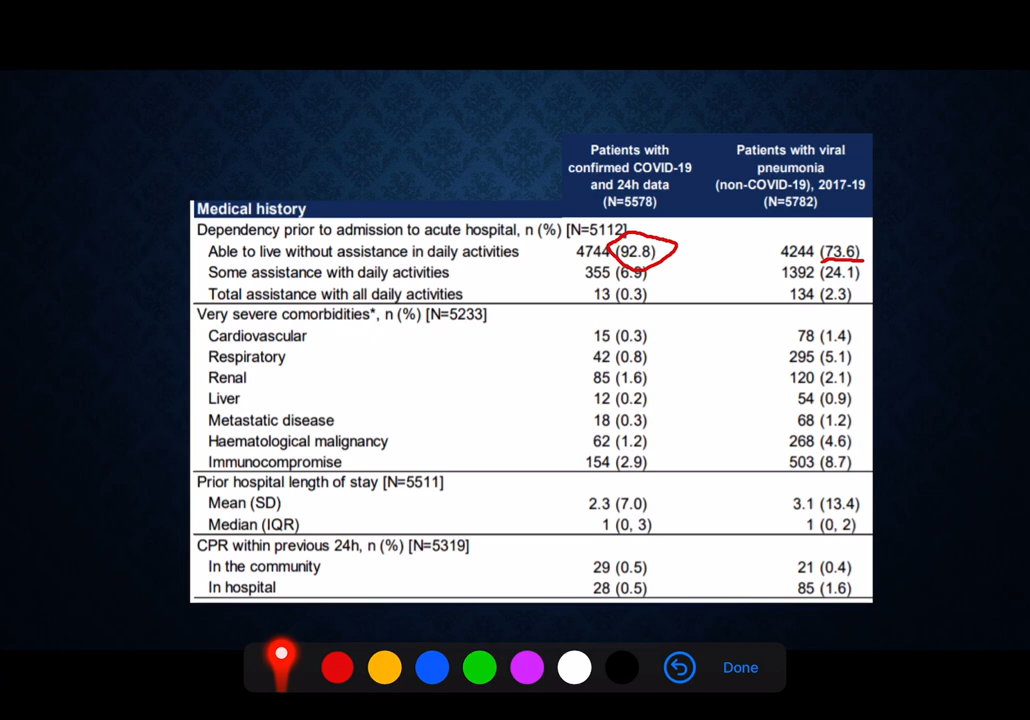 Patients with confirmed COVID-19 and 24h data (N=5578) Patients with viral pneumonia (non-COVID-19), 2017-19 (N=5782)
Medical history
Dependency prior to admission to acute hospital, n (%) [N=5112]
Able to live without assistance in daily activities 4744 (92.8) 4244 (73.6)
Some assistance with daily activities 355 (6.9) 1392 (24.1)
Total assistance with all daily activities 13 (0.3) 134 (2.3)
Very severe comorbidities*, n (%) [N=5233]
Cardiovascular 15 (0.3) 78 (1.4)
Respiratory 42 (0.8) 295 (5.1)
Renal 85 (1.6) 120 (2.1)
Liver 12 (0.2) 54 (0.9)
Metastatic disease 18 (0.3) 68 (1.2)
Haematological malignancy 62 (1.2) 268 (4.6)
Immunocompromise 154 (2.9) 503 (8.7)
Prior hospital length of stay [N=5511]
Mean (SD) 2.3 (7.0) 3.1 (13.4)
Median (IQR) 1 (0, 3) 1 (0, 2)
CPR within previous 24h, n (%) [N=5319]
In the community 29 (0.5) 21 (0.4)
In hospital 28 (0.5) 85 (1.6)
Done